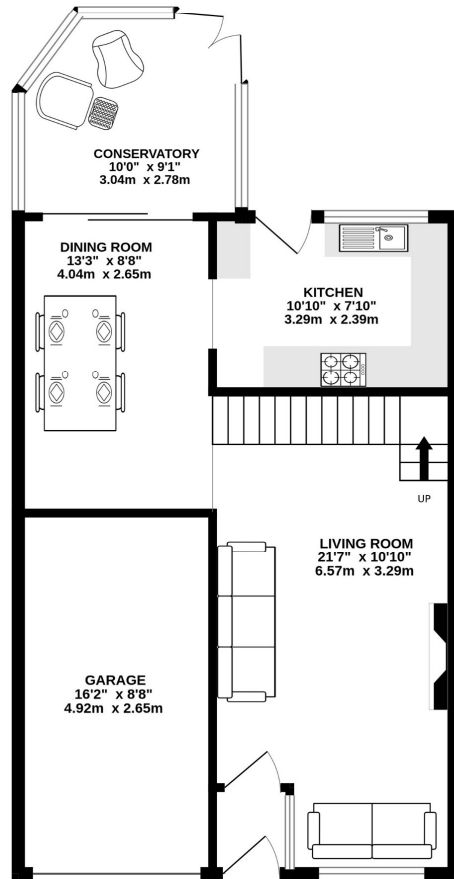 CONSERVATORY
10'0" x 9'1"
3.04m x 2.78m
DINING ROOM
13'3" x 8'8"
4.04m x 2.65m
KITCHEN
10'10" x 7'10"
3.29m x 2.39m
UP
LIVING ROOM
21'7" x 10'10"
6.57m x 3.29m
GARAGE
16'2" x 8'8"
4.92m x 2.65m